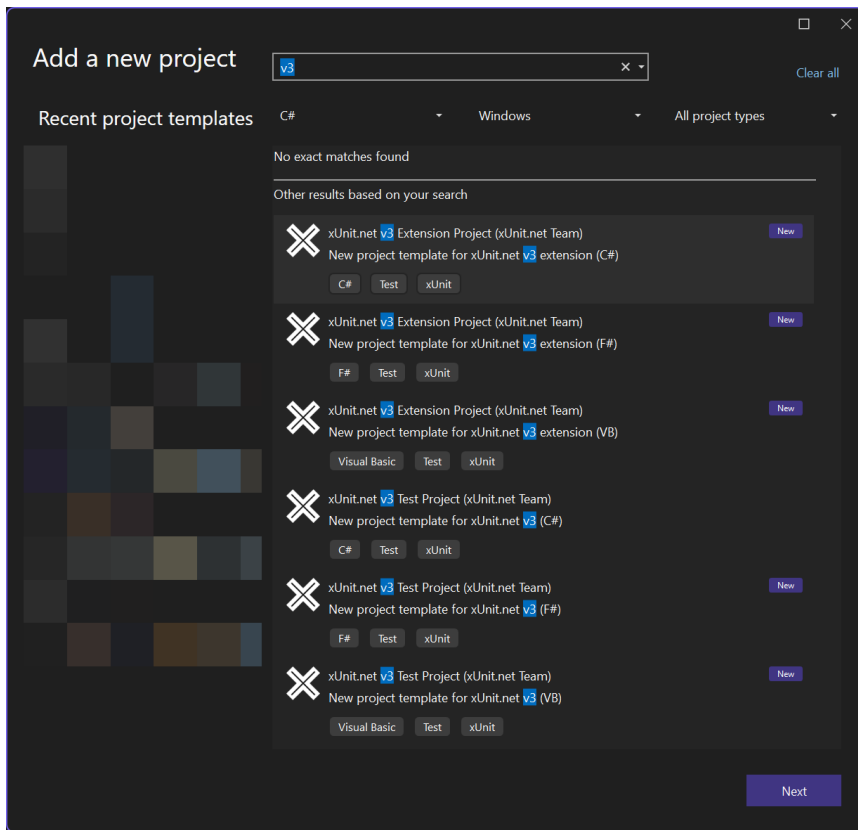 Add a new project
v3
Clear all
Recent project templates
C#
Windows
All project types
No exact matches found
Other results based on your search
xUnit.net v3 Extension Project (xUnit.net Team)
New
New project template for xUnit.net v3 extension (C#)
C# Test xUnit
xUnit.net v3 Extension Project (xUnit.net Team)
New
New project template for xUnit.net v3 extension (F#)
F# Test xUnit
xUnit.net v3 Extension Project (xUnit.net Team)
New
New project template for xUnit.net v3 extension (VB)
Visual Basic Test xUnit
xUnit.net v3 Test Project (xUnit.net Team)
New project template for xUnit.net v3 (C#)
C# Test xUnit
xUnit.net v3 Test Project (xUnit.net Team)
New
New project template for xUnit.net v3 (F#)
F# Test xUnit
xUnit.net v3 Test Project (xUnit.net Team)
New
New project template for xUnit.net v3 (VB)
Visual Basic Test xUnit
Next